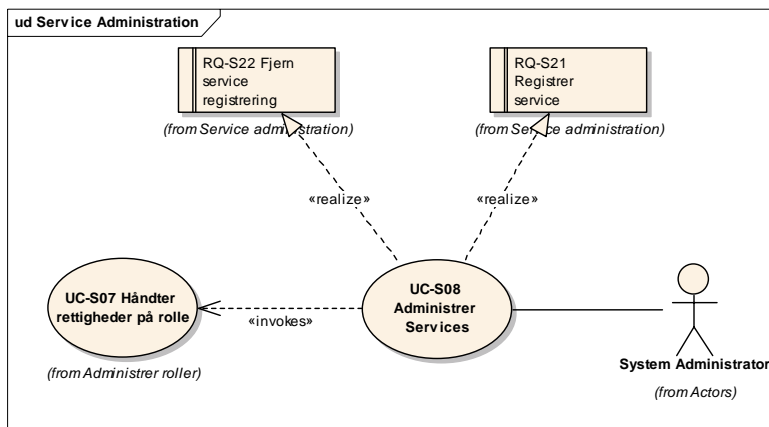 ud Service Administration
RQ-S22 Fjern
service
registrering
(from Service administration)
RQ-S21
Registrer
service
(from Service administration)
«realize»
«realize»
UC-S07 Håndter
rettigheder på rolle
(from Administrer roller)
«invokes»
UC-S08
Administrer
Services
System Administrator
(from Actors)